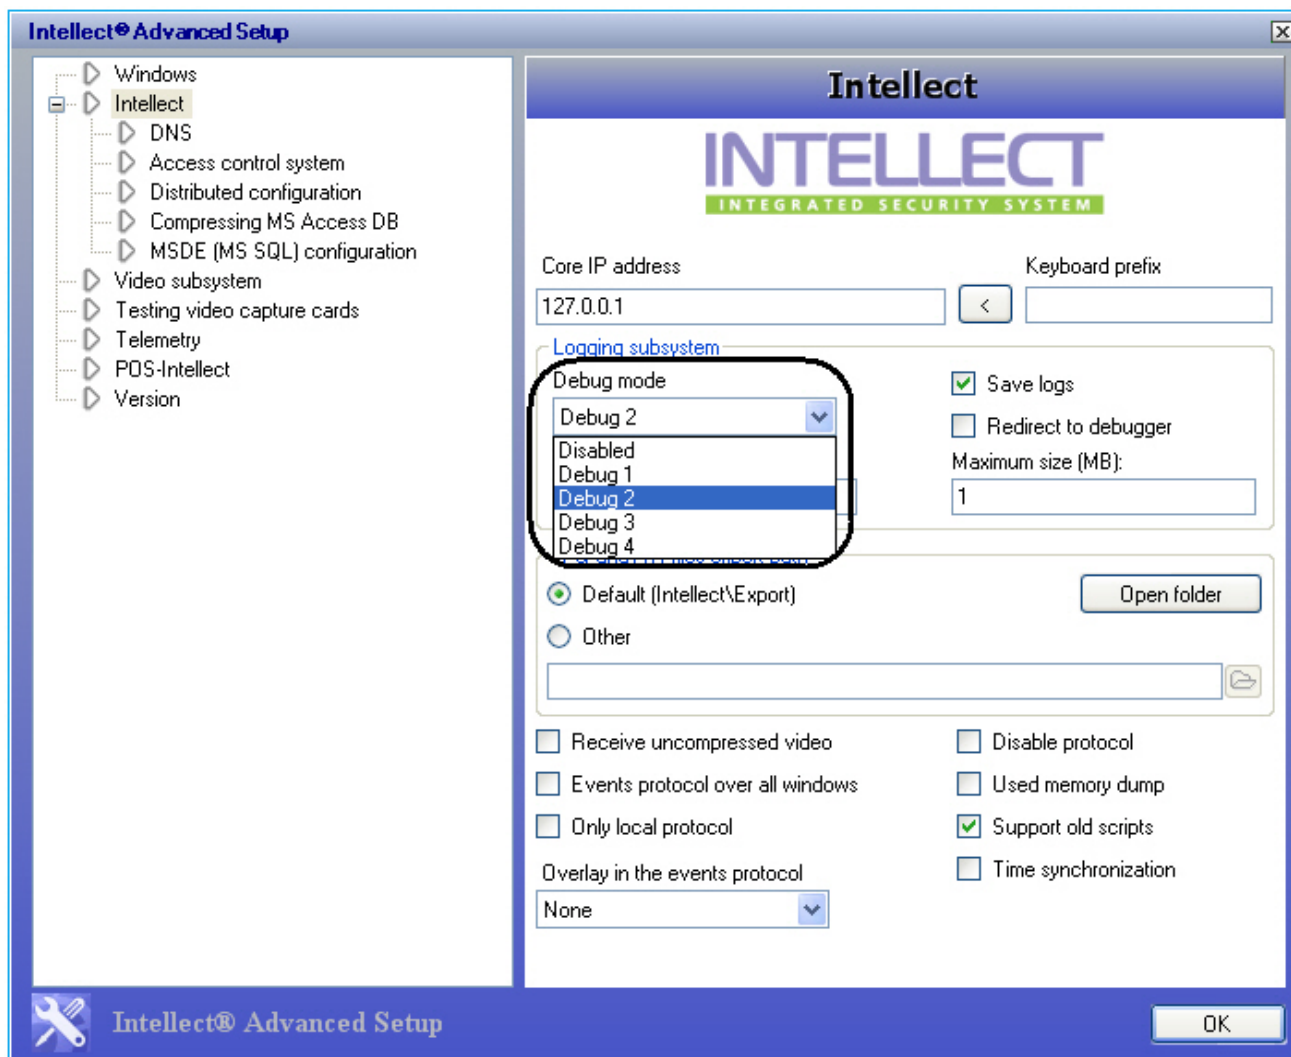 Intellect® Advanced Setup
Windows
Intellect
DNS
Access control system
Distributed configuration
Compressing MS Access DB
MSDE (MS SQL) configuration
Video subsystem
Testing video capture cards
Telemetry
POS-Intellect
Version
Intellect
INTELLECT
INTEGRATED SECURITY SYSTEM
Core IP address
Keyboard prefix
127.0.0.1
<
Logging subsystem
Debug mode
Save logs
Debug 2
Redirect to debugger
Disabled
Maximum size (MB):
Debug 1
Debug 2
1
Debug 3
Debug 4
Default (Intellect\Export)
Open folder
Other
Receive uncompressed video
Disable protocol
Events protocol over all windows
Used memory dump
Only local protocol
Support old scripts
Overlay in the events protocol
Time synchronization
None
Intellect® Advanced Setup
OK